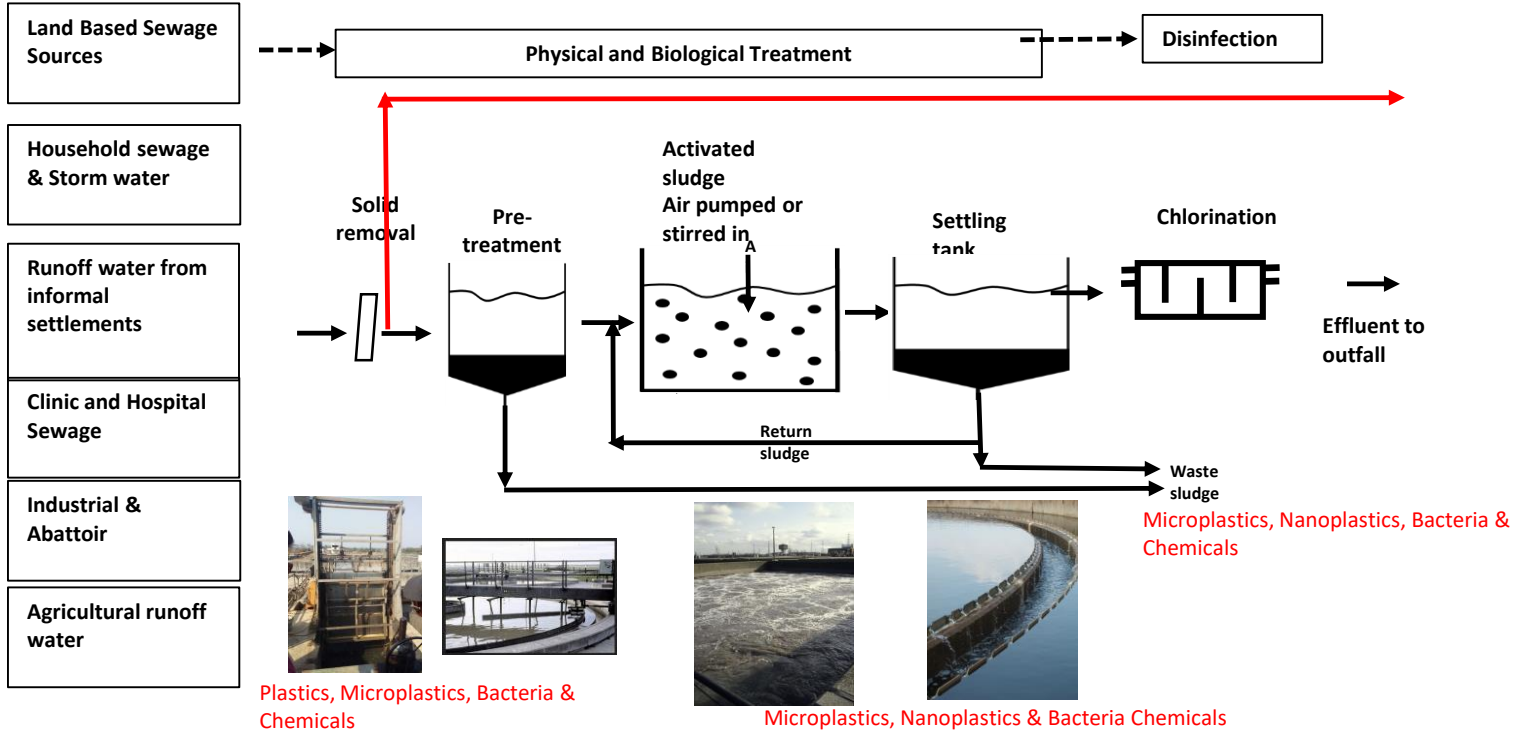 Land Based Sewage
Sources
Physical and Biological Treatment
Disinfection
Household sewage
& Storm water
Runoff water from
informal
settlements
Clinic and Hospital
Sewage
Industrial &
Abattoir
Agricultural runoff
water
Solid
removal
Pre-
treatment
Activated
sludge
Air pumped or
stirred in
A
Settling
tank
Chlorination
Effluent to
outfall
Return
sludge
Waste
sludge
Microplastics, Nanoplastics, Bacteria &
Chemicals
Plastics, Microplastics, Bacteria &
Chemicals
Microplastics, Nanoplastics & Bacteria Chemicals